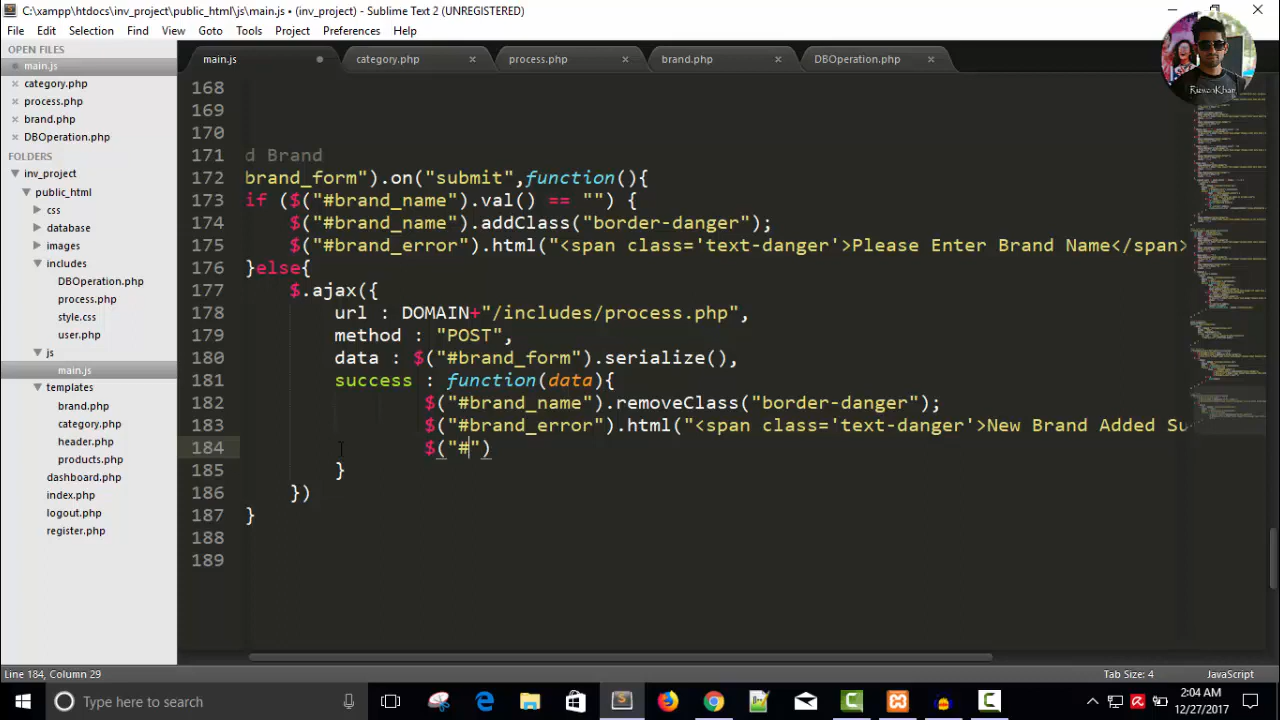 C:\xampp\htdocs\inv_project\public_html\js\main.js • (inv_project) - Sublime Text 2 (UNREGISTERED)
File Edit Selection Find View Goto Tools Project Preferences Help
OPEN FILES
main.js
category.php
process.php
brand.php
DBOperation.php
FOLDERS
inv_project
public_html
css
database
images
includes
DBOperation.php
process.php
style.css
user.php
js
main.js
templates
brand.php
category.php
header.php
products.php
dashboard.php
index.php
logout.php
register.php
main.js category.php process.php brand.php DBOperation.php
RizwanKhan
168
169
170
171 d Brand
172 brand_form").on("submit",function(){
173 if ($("#brand_name").val() == "") {
174 $("#brand_name").addClass("border-danger");
175 $("#brand_error").html("<span class='text-danger'>Please Enter Brand Name</span>
176 }else{
177 $.ajax({
178 url : DOMAIN+"/includes/process.php",
179 method : "POST",
180 data : $("#brand_form").serialize(),
181 success : function(data){
182 $("#brand_name").removeClass("border-danger");
183 $("#brand_error").html("<span class='text-danger'>New Brand Added Su
184 $("#")
185 }
186 })
187 }
188
189
Line 184, Column 29
Tab Size: 4
JavaScript
Type here to search
2:04 AM
12/27/2017